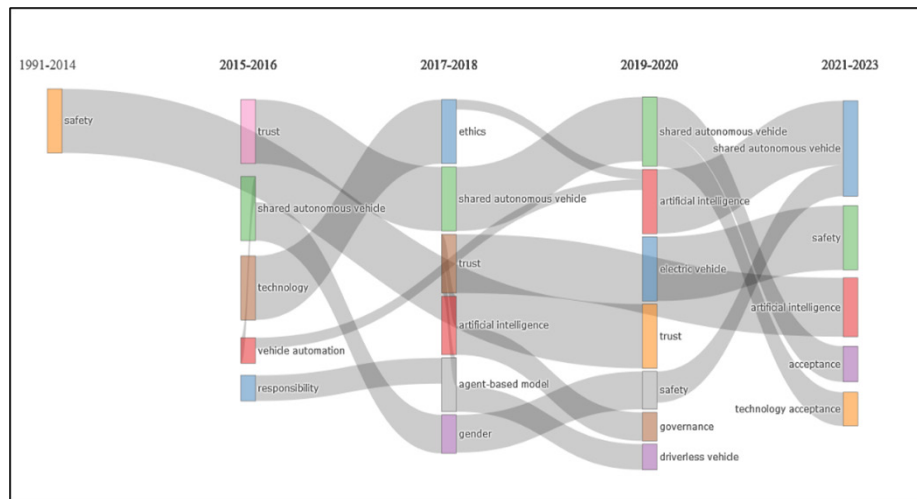 1991-2014
2015-2016
2017-2018
2019-2020
2021-2023
safety
trust
shared autonomous vehicle
technology
vehicle automation
responsibility
ethics
shared autonomous vehicle
trust
artificial intelligence
agent-based model
gender
shared autonomous vehicle
artificial intelligence
electric vehicle
trust
safety
governance
driverless vehicle
shared autonomous vehicle
safety
artificial intelligence
acceptance
technology acceptance